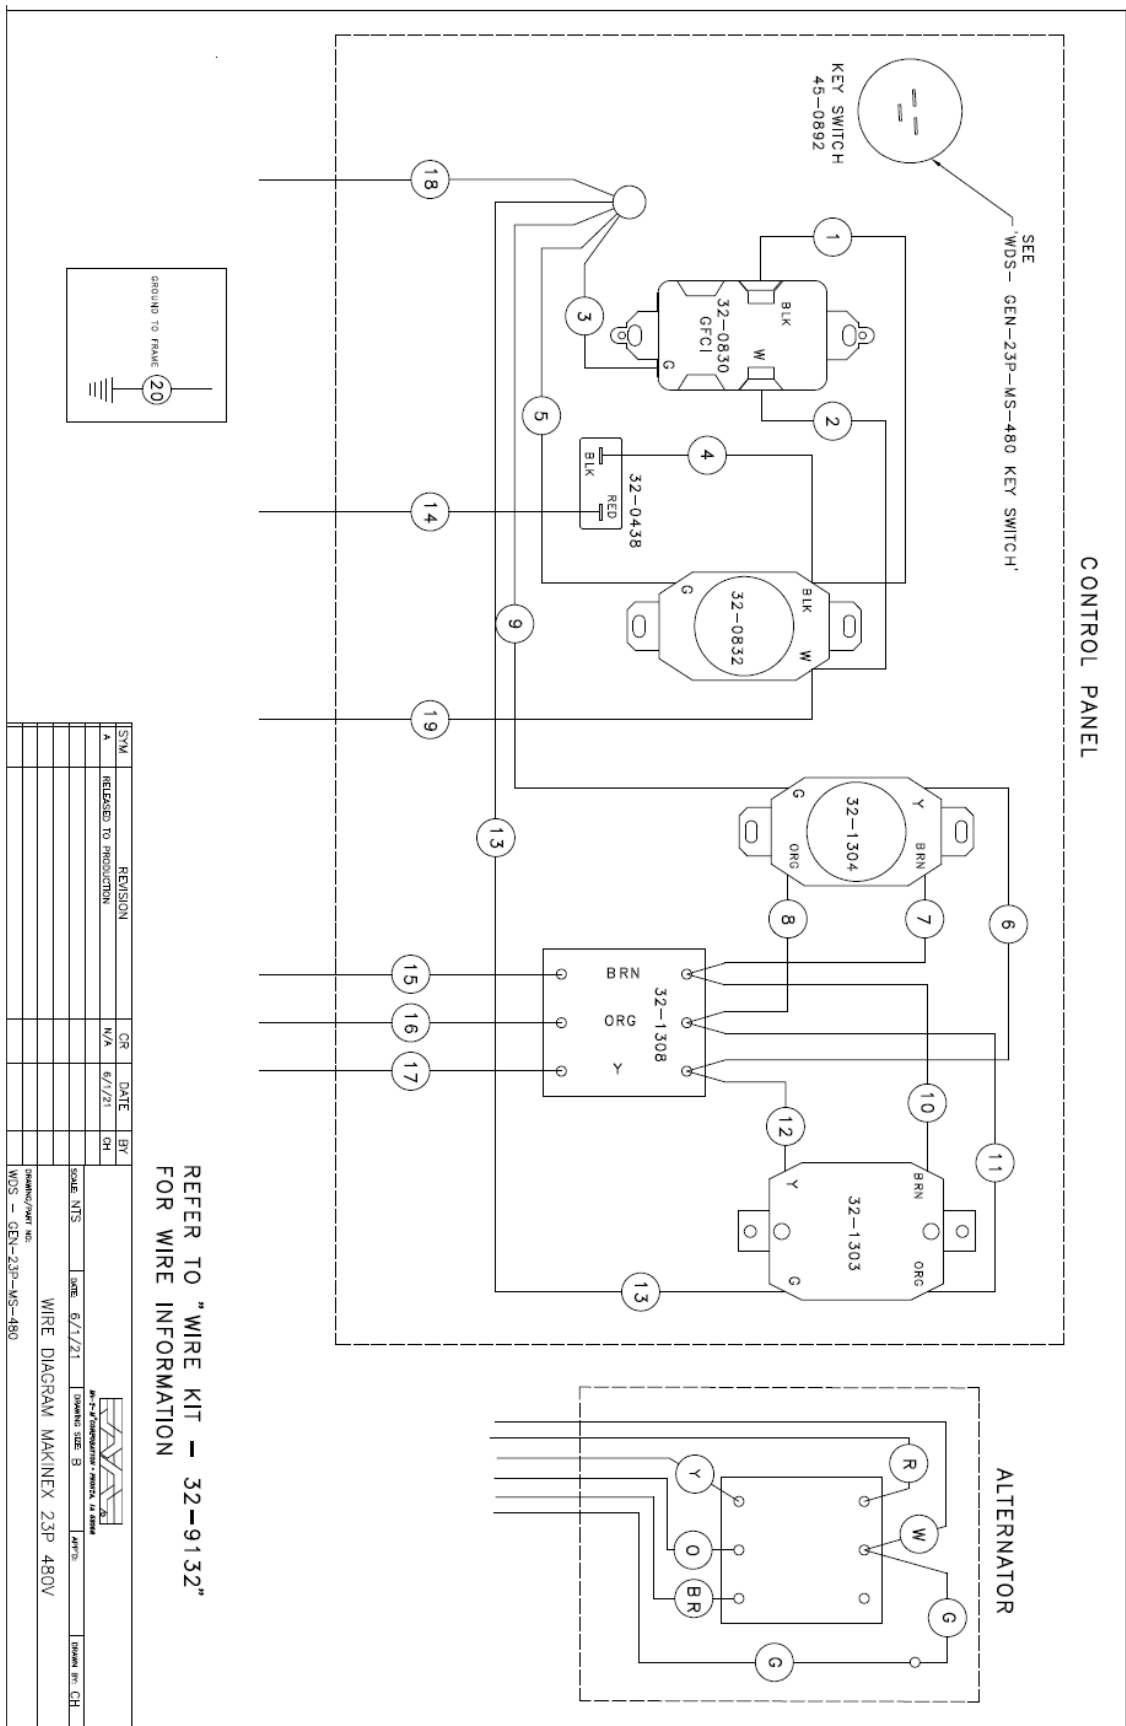 CONTROL PANEL
KEY SWITCH
45-0892
SEE
'WDS- GEN-23P-MS-480 KEY SWITCH'
1
BLK
32-0830
GFCI
W
G
2
3
18
4
5
BLK
RED
32-0438
14
BLK
32-0832
G
W
9
19
13
Y
32-1304
G
BRN
ORG
6
7
8
BRN
ORG
Y
32-1308
15
16
17
10
11
12
BRN
Y
32-1303
ORG
G
13
ALTERNATOR
R
Y
W
O
BR
G
G
GROUND TO FRAME
20
REFER TO "WIRE KIT - 32-9132"
FOR WIRE INFORMATION
SYM REVISION CR DATE BY
A RELEASED TO PRODUCTION N/A 6/1/21 CH
SCALE: NTS DATE: 6/1/21 DRAWING SIZE: B APP'D: DRAWN BY: CH
WIRE DIAGRAM MAKINEX 23P 480V
DRAWING/PART NO:
WDS - GEN-23P-MS-480